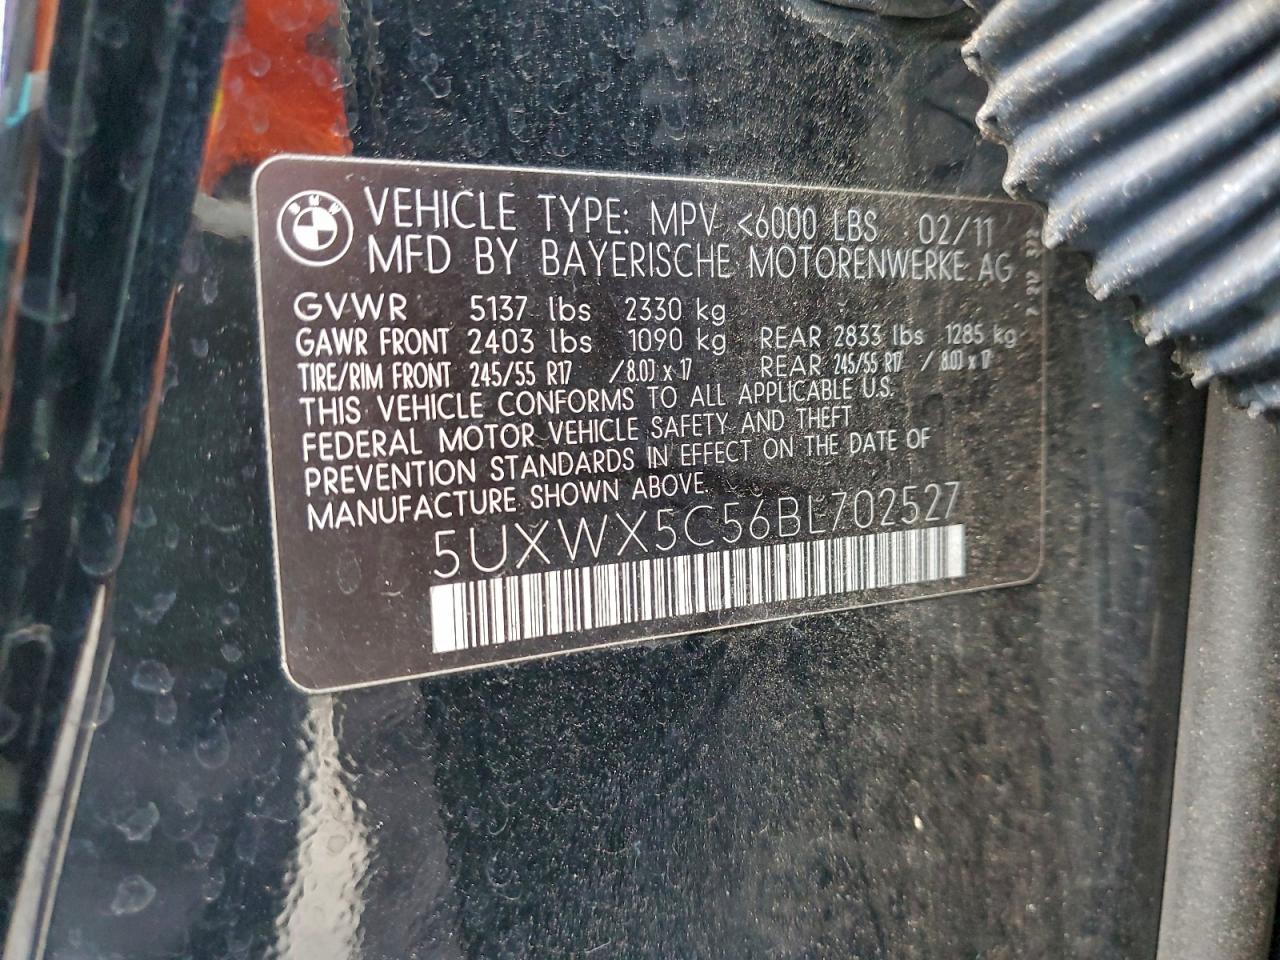 BMW
VEHICLE TYPE: MPV <6000 LBS 02/11
MFD BY BAYERISCHE MOTORENWERKE AG
GVWR 5137 lbs 2330 kg
GAWR FRONT 2403 lbs 1090 kg REAR 2833 lbs 1285 kg
TIRE/RIM FRONT 245/55 R17 /8.0J x 17 REAR 245/55 R17 / 8.0J x 17
THIS VEHICLE CONFORMS TO ALL APPLICABLE U.S.
FEDERAL MOTOR VEHICLE SAFETY AND THEFT
PREVENTION STANDARDS IN EFFECT ON THE DATE OF
MANUFACTURE SHOWN ABOVE.
5UXWX5C56BL702527